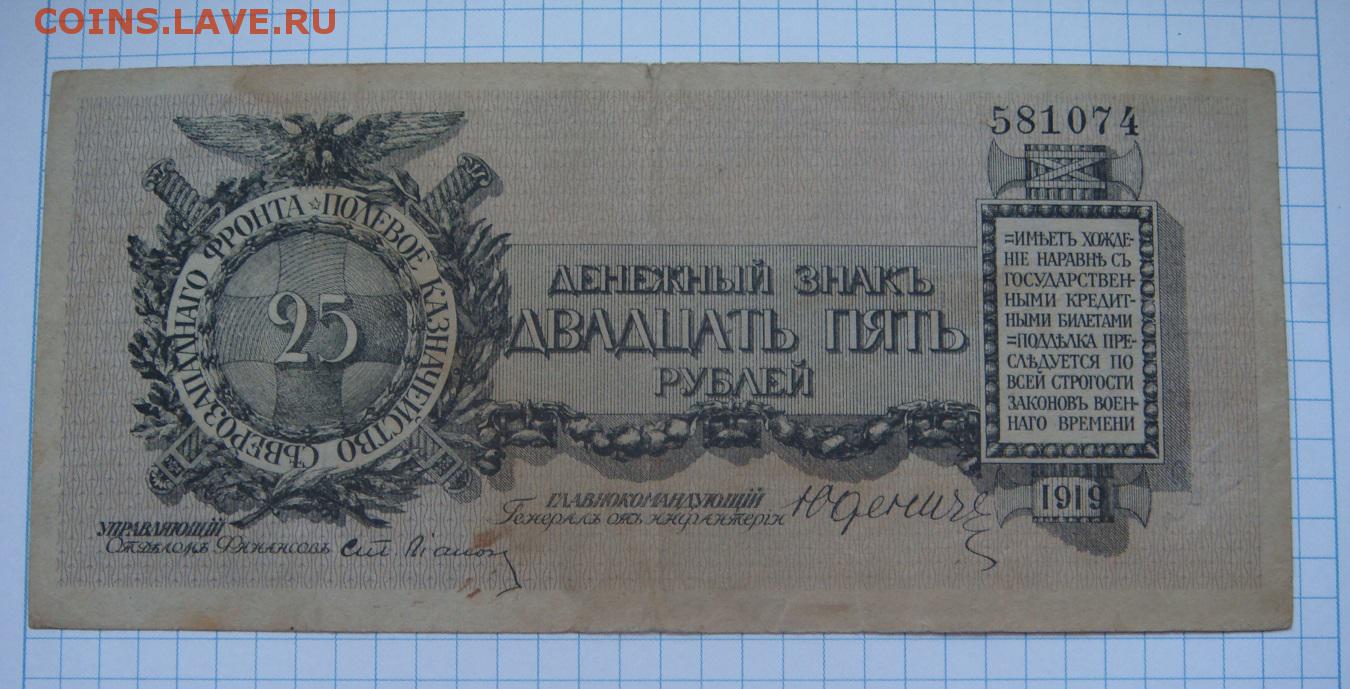 COINS.LAVE.RU
581074
ПОЛЕВОЕ КАЗНАЧЕЙСТВО СѢВЕРОЗАПАДНАГО ФРОНТА
25
ДЕНЕЖНЫЙ ЗНАКЪ
ДВАДЦАТЬ ПЯТЬ
РУБЛЕЙ
=ИМѢЕТЪ ХОЖДЕ-
НІЕ НАРАВНѢ СЪ
ГОСУДАРСТВЕН-
НЫМИ КРЕДИТ-
НЫМИ БИЛЕТАМИ
=ПОДДѢЛКА ПРЕ-
СЛѢДУЕТСЯ ПО
ВСЕЙ СТРОГОСТИ
ЗАКОНОВЪ ВОЕН-
НАГО ВРЕМЕНИ
1919
ГЛАВНОКОМАНДУЮЩІЙ
Генералъ отъ инфантеріи Юденичъ
УПРАВЛЯЮЩІЙ
Отдѣломъ Финансовъ